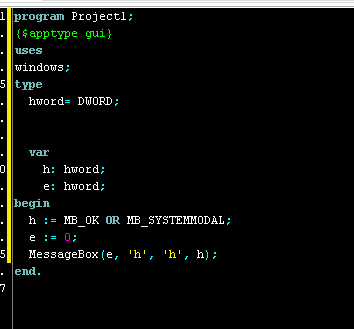 1 program Project1;
. {$apptype gui}
. uses
. windows;
5 type
. hword= DWORD;
.
.
. var
0 h: hword;
. e: hword;
. begin
. h := MB_OK OR MB_SYSTEMMODAL;
. e := 0;
5 MessageBox(e, 'h', 'h', h);
. end.
7